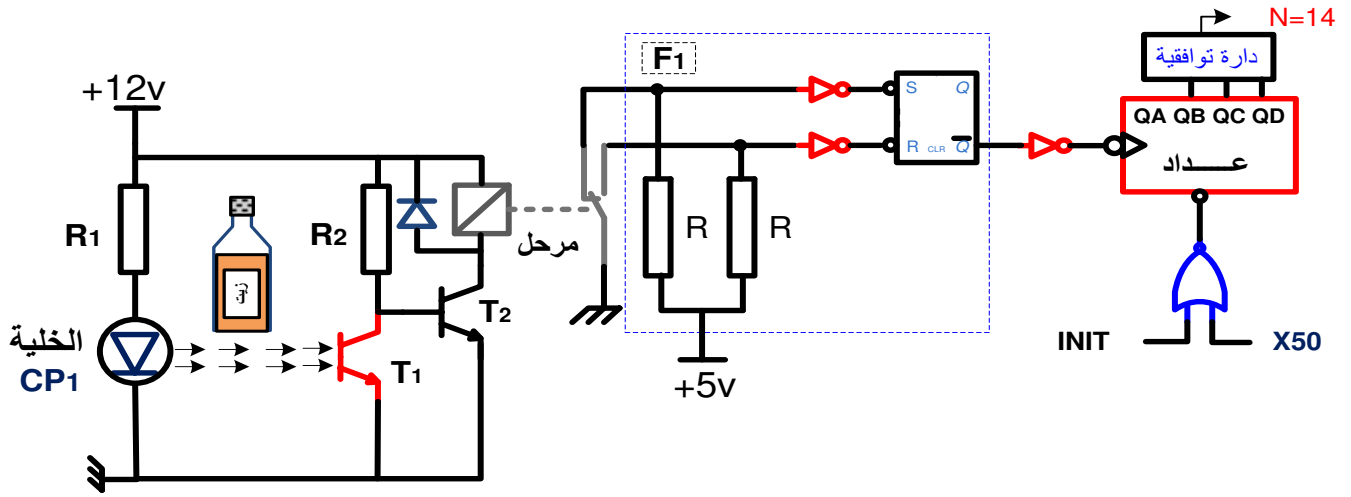 N=14
دارة توافقية
QA QB QC QD
عـــداد
+12v
F1
S Q
R CLR Q
R1
R2
R R
مرحل
T2
الخلية
CP1
T1
+5v
INIT
X50